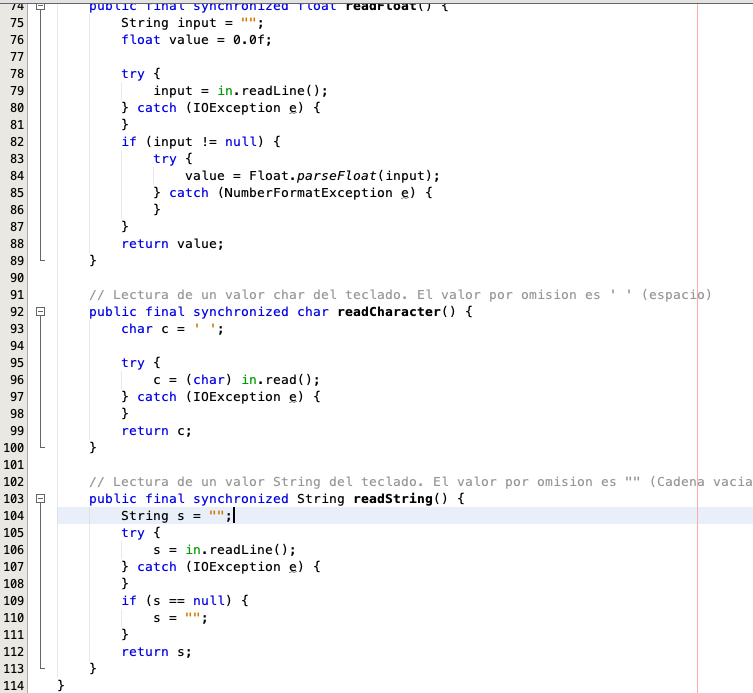 74 public final synchronized float readFloat() {
75 String input = "";
76 float value = 0.0f;
77
78 try {
79 input = in.readLine();
80 } catch (IOException e) {
81 }
82 if (input != null) {
83 try {
84 value = Float.parseFloat(input);
85 } catch (NumberFormatException e) {
86 }
87 }
88 return value;
89 }
90
91 // Lectura de un valor char del teclado. El valor por omision es ' ' (espacio)
92 public final synchronized char readCharacter() {
93 char c = ' ';
94
95 try {
96 c = (char) in.read();
97 } catch (IOException e) {
98 }
99 return c;
100 }
101
102 // Lectura de un valor String del teclado. El valor por omision es "" (Cadena vacia
103 public final synchronized String readString() {
104 String s = "";
105 try {
106 s = in.readLine();
107 } catch (IOException e) {
108 }
109 if (s == null) {
110 s = "";
111 }
112 return s;
113 }
114 }